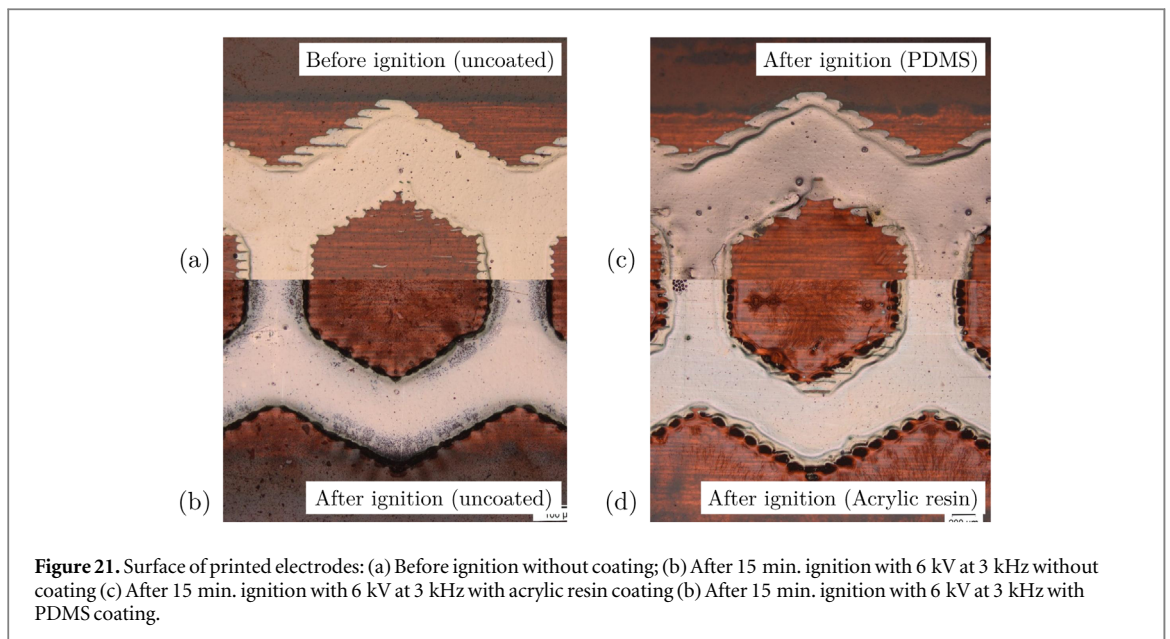 Before ignition (uncoated)
After ignition (PDMS)
(a)
(c)
(b)
After ignition (uncoated)
(d)
After ignition (Acrylic resin)
Figure 21. Surface of printed electrodes: (a) Before ignition without coating; (b) After 15 min. ignition with 6 kV at 3 kHz without
coating (c) After 15 min. ignition with 6 kV at 3 kHz with acrylic resin coating (b) After 15 min. ignition with 6 kV at 3 kHz with
PDMS coating.